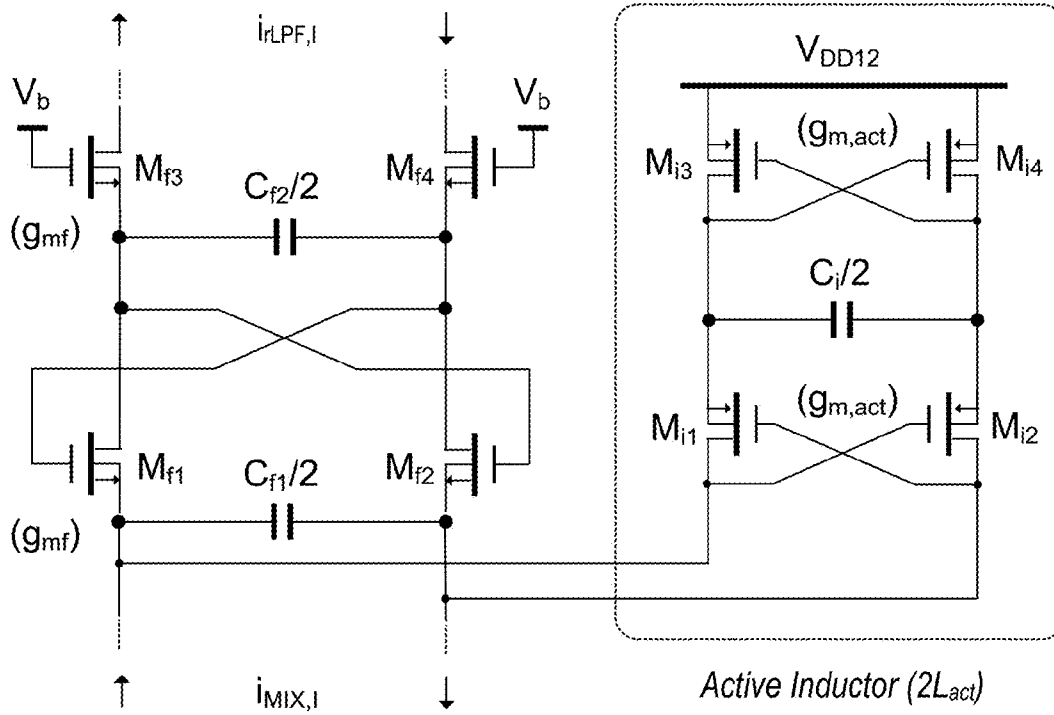 i_rLPF,I
V_DD12
V_b
V_b
(g_m,act)
M_f3
M_f4
M_i3
M_i4
C_f2/2
(g_mf)
C_i/2
(g_m,act)
M_i1
M_i2
M_f1
C_f1/2
M_f2
(g_mf)
i_MIX,I
Active Inductor (2L_act)